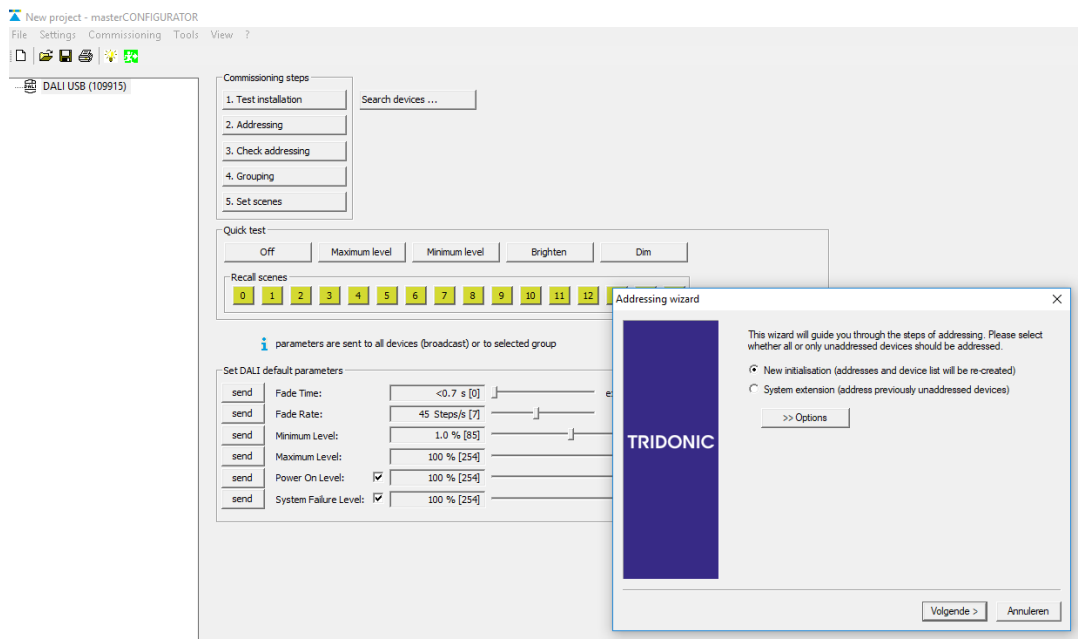 New project - masterCONFIGURATOR
File Settings Commissioning Tools View ?
DALI USB (109915)
Commissioning steps
1. Test installation
Search devices ...
2. Addressing
3. Check addressing
4. Grouping
5. Set scenes
Quick test
Off Maximum level Minimum level Brighten Dim
Recall scenes
0 1 2 3 4 5 6 7 8 9 10 11 12
parameters are sent to all devices (broadcast) or to selected group
Set DALI default parameters
send Fade Time: <0.7 s [0]
send Fade Rate: 45 Steps/s [7]
send Minimum Level: 1.0 % [85]
send Maximum Level: 100 % [254]
send Power On Level: 100 % [254]
send System Failure Level: 100 % [254]
Addressing wizard
TRIDONIC
This wizard will guide you through the steps of addressing. Please select
whether all or only unaddressed devices should be addressed.
New initialisation (addresses and device list will be re-created)
System extension (address previously unaddressed devices)
>> Options
Volgende > Annuleren